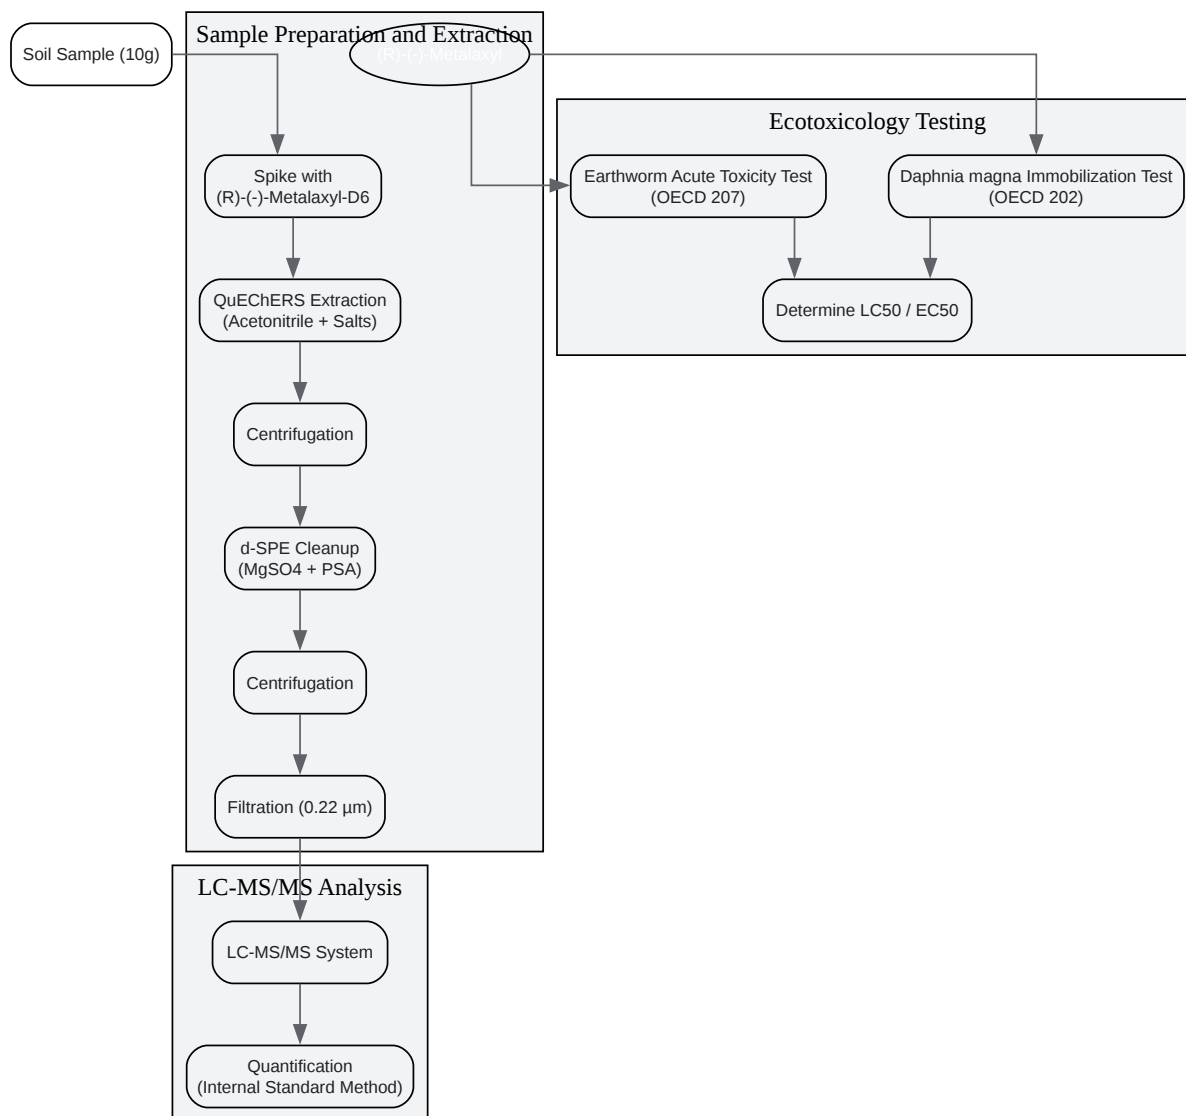 Soil Sample (10g)
Sample Preparation and Extraction
(R)-(-)-Metalaxyl
Spike with
(R)-(-)-Metalaxyl-D6
QuEChERS Extraction
(Acetonitrile + Salts)
Centrifugation
d-SPE Cleanup
(MgSO4 + PSA)
Centrifugation
Filtration (0.22 µm)
Ecotoxicology Testing
Earthworm Acute Toxicity Test
(OECD 207)
Daphnia magna Immobilization Test
(OECD 202)
Determine LC50 / EC50
LC-MS/MS Analysis
LC-MS/MS System
Quantification
(Internal Standard Method)